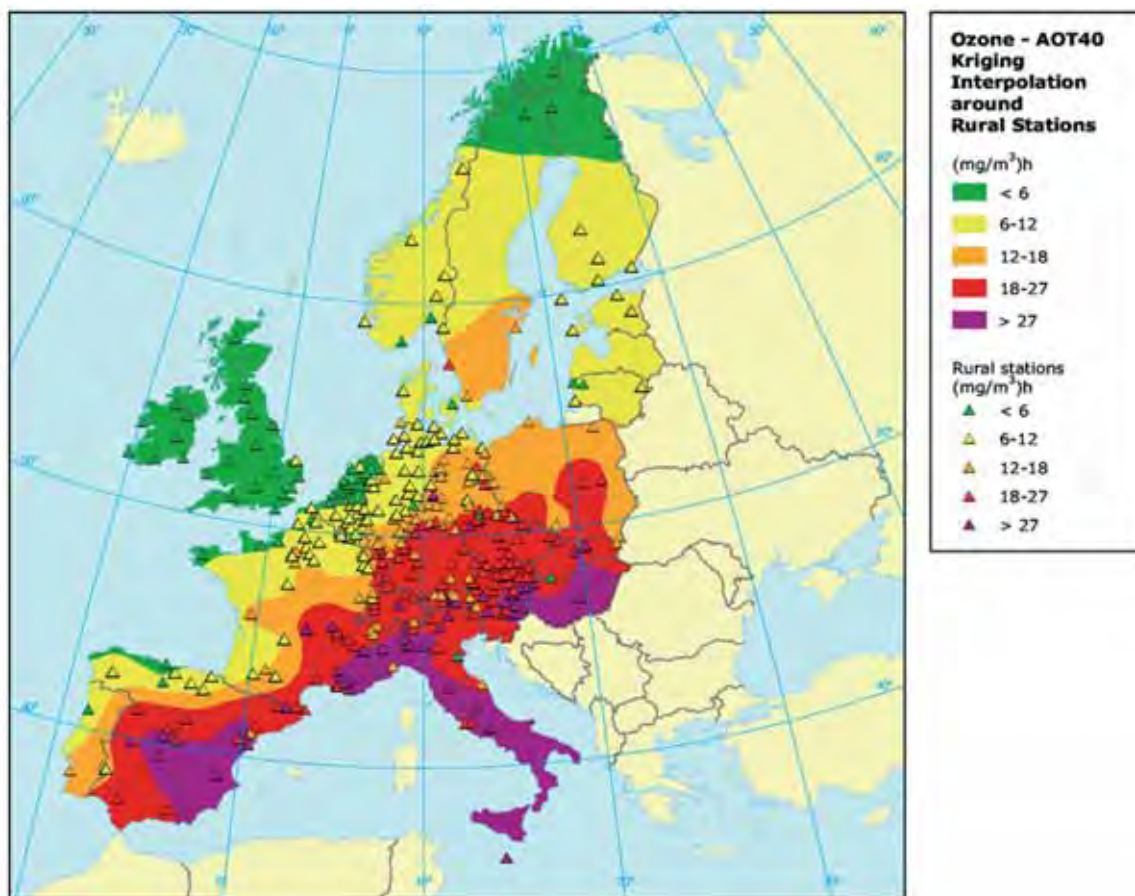 Ozone - AOT40
Kriging
Interpolation
around
Rural Stations
(mg/m³)h
< 6
6-12
12-18
18-27
> 27
Rural stations
(mg/m³)h
< 6
6-12
12-18
18-27
> 27